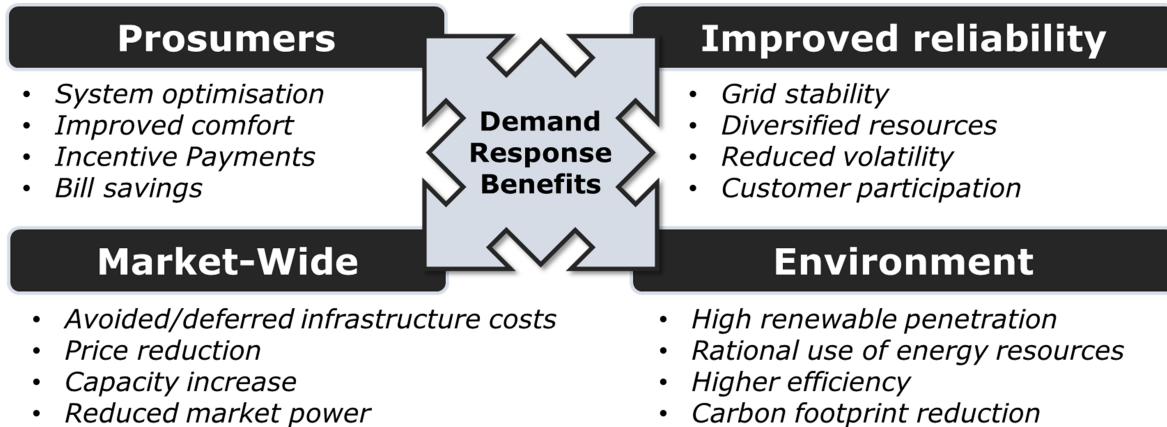 Prosumers
• System optimisation
• Improved comfort
• Incentive Payments
• Bill savings
Demand
Response
Benefits
Improved reliability
• Grid stability
• Diversified resources
• Reduced volatility
• Customer participation
Market-Wide
• Avoided/deferred infrastructure costs
• Price reduction
• Capacity increase
• Reduced market power
Environment
• High renewable penetration
• Rational use of energy resources
• Higher efficiency
• Carbon footprint reduction